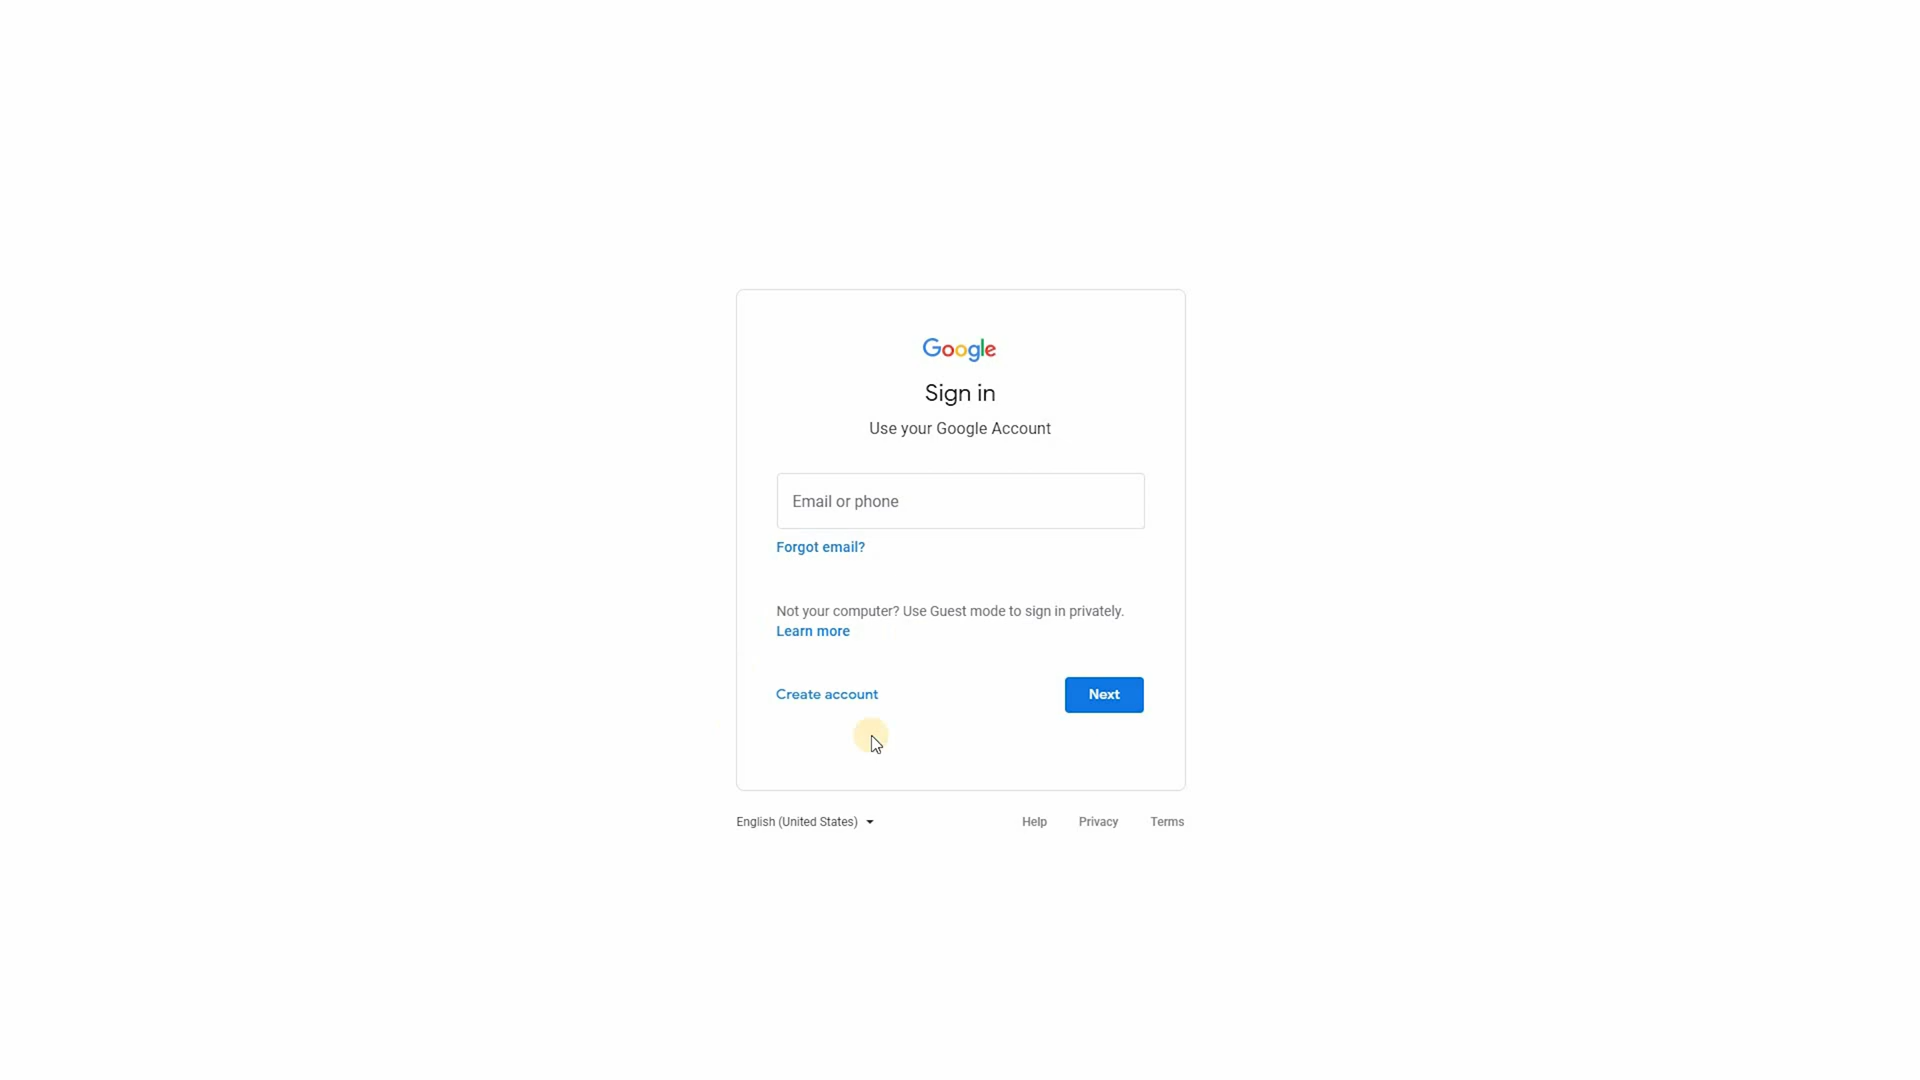 Google
Sign in
Use your Google Account
Email or phone
Forgot email?
Not your computer? Use Guest mode to sign in privately.
Learn more
Create account
Next
English (United States)
Help
Privacy
Terms